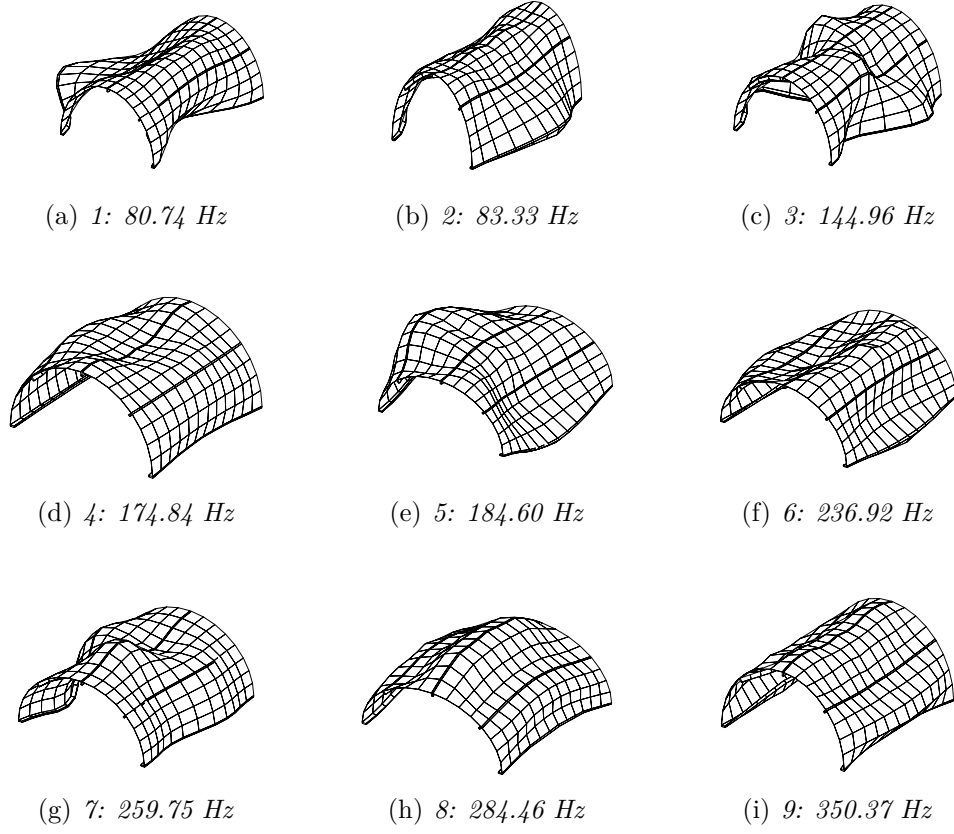 (a) 1: 80.74 Hz
(b) 2: 83.33 Hz
(c) 3: 144.96 Hz
(d) 4: 174.84 Hz
(e) 5: 184.60 Hz
(f) 6: 236.92 Hz
(g) 7: 259.75 Hz
(h) 8: 284.46 Hz
(i) 9: 350.37 Hz